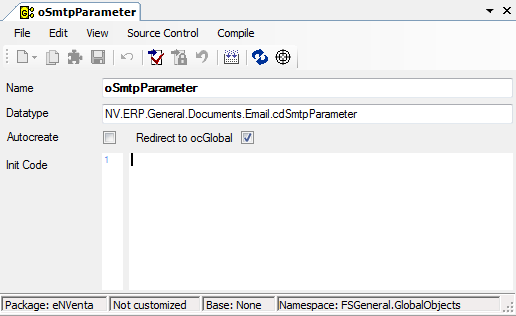 oSmtpParameter
File Edit View Source Control Compile
Name oSmtpParameter
Datatype NV.ERP.General.Documents.Email.cdSmtpParameter
Autocreate Redirect to ocGlobal
Init Code 1
Package: eNVenta Not customized Base: None Namespace: FSGeneral.GlobalObjects